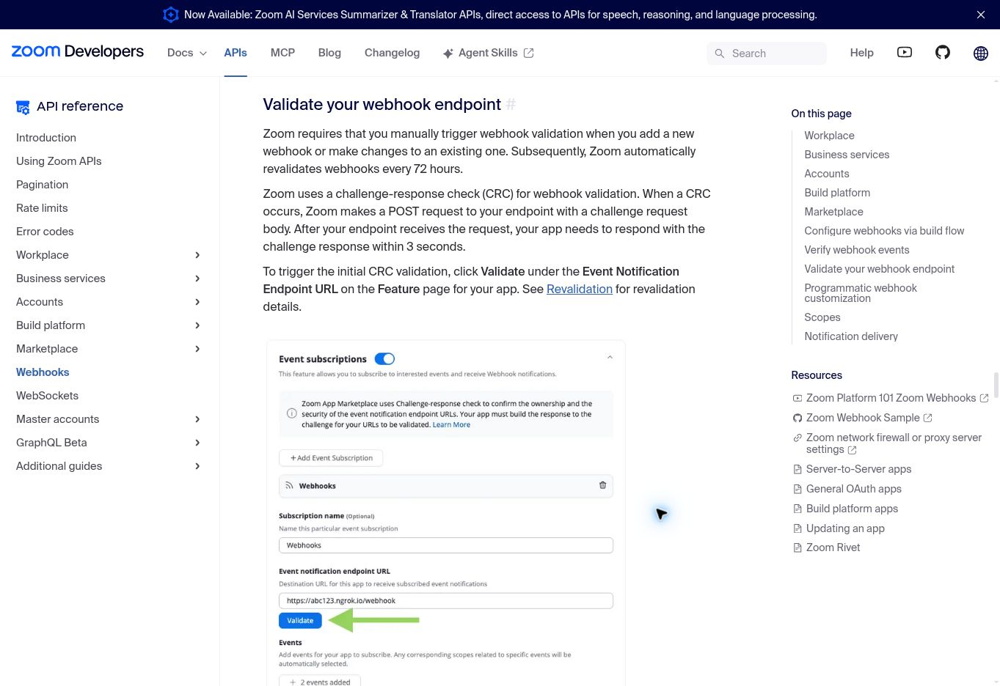 Now Available: Zoom AI Services Summarizer & Translator APIs, direct access to APIs for speech, reasoning, and language processing.
zoom Developers
Docs
APIs
MCP
Blog
Changelog
Agent Skills
Search
Help
API reference
Introduction
Using Zoom APIs
Pagination
Rate limits
Error codes
Workplace
Business services
Accounts
Build platform
Marketplace
Webhooks
WebSockets
Master accounts
GraphQL Beta
Additional guides
Validate your webhook endpoint #
Zoom requires that you manually trigger webhook validation when you add a new
webhook or make changes to an existing one. Subsequently, Zoom automatically
revalidates webhooks every 72 hours.
Zoom uses a challenge-response check (CRC) for webhook validation. When a CRC
occurs, Zoom makes a POST request to your endpoint with a challenge request
body. After your endpoint receives the request, your app needs to respond with the
challenge response within 3 seconds.
To trigger the initial CRC validation, click Validate under the Event Notification
Endpoint URL on the Feature page for your app. See Revalidation for revalidation
details.
Event subscriptions
This feature allows you to subscribe to interested events and receive Webhook notifications.
Zoom App Marketplace uses Challenge-response check to confirm the ownership and the
security of the event notification endpoint URLs. Your app must build the response to the
challenge for your URLs to be validated. Learn More
+ Add Event Subscription
Webhooks
Subscription name (Optional)
Name this particular event subscription
Webhooks
Event notification endpoint URL
Destination URL for this app to receive subscribed event notifications
https://abc123.ngrok.io/webhook
Validate
Events
Add events for your app to subscribe. Any corresponding scopes related to specific events will be
automatically selected.
+ 2 events added
On this page
Workplace
Business services
Accounts
Build platform
Marketplace
Configure webhooks via build flow
Verify webhook events
Validate your webhook endpoint
Programmatic webhook
customization
Scopes
Notification delivery
Resources
Zoom Platform 101 Zoom Webhooks
Zoom Webhook Sample
Zoom network firewall or proxy server
settings
Server-to-Server apps
General OAuth apps
Build platform apps
Updating an app
Zoom Rivet